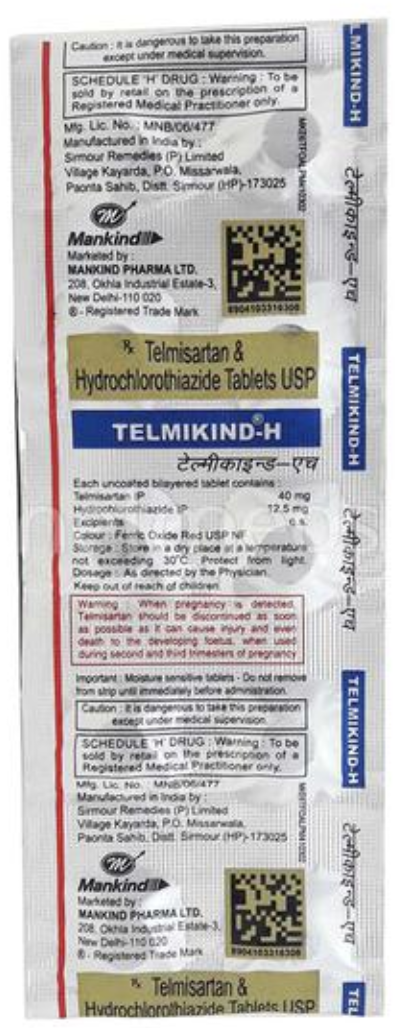 Caution : It is dangerous to take this preparation
except under medical supervision.
SCHEDULE 'H' DRUG : Warning : To be
sold by retail on the prescription of a
Registered Medical Practitioner only.
Mfg. Lic. No. : MNB/06/477
Manufactured in India by :
Sirmour Remedies (P) Limited
Village Kayarda, P.O. Missarwala,
Paonta Sahib, Distt. Sirmour (HP)-173025
Mankind
Marketed by :
MANKIND PHARMA LTD.
208, Okhla Industrial Estate-3,
New Delhi-110 020
® - Registered Trade Mark
8904103318308
Rx Telmisartan &
Hydrochlorothiazide Tablets USP
TELMIKIND®-H
टेल्मीकाइन्ड-एच
Each uncoated bilayered tablet contains :
Telmisartan IP 40 mg
Hydrochlorothiazide IP 12.5 mg
Excipients q.s.
Colour : Ferric Oxide Red USP NF
Storage : Store in a dry place at a temperature
not exceeding 30°C. Protect from light.
Dosage : As directed by the Physician.
Keep out of reach of children.
Warning : When pregnancy is detected,
Telmisartan should be discontinued as soon
as possible as it can cause injury and even
death to the developing foetus, when used
during second and third trimesters of pregnancy
Important : Moisture sensitive tablets - Do not remove
from strip until immediately before administration.
Caution : It is dangerous to take this preparation
except under medical supervision.
SCHEDULE 'H' DRUG : Warning : To be
sold by retail on the prescription of a
Registered Medical Practitioner only.
Mfg. Lic. No. : MNB/06/477
Manufactured in India by :
Sirmour Remedies (P) Limited
Village Kayarda, P.O. Missarwala,
Paonta Sahib, Distt. Sirmour (HP)-173025
Mankind
Marketed by :
MANKIND PHARMA LTD.
208, Okhla Industrial Estate-3,
New Delhi-110 020
® - Registered Trade Mark
8904103318308
Rx Telmisartan &
Hydrochlorothiazide Tablets USP
LMIKIND-H
टेल्मीकाइन्ड-एच
TELMIKIND-H
टेल्मीकाइन्ड-एच
TELMIKIND-H
टेल्मीकाइन्ड-एच
TEL